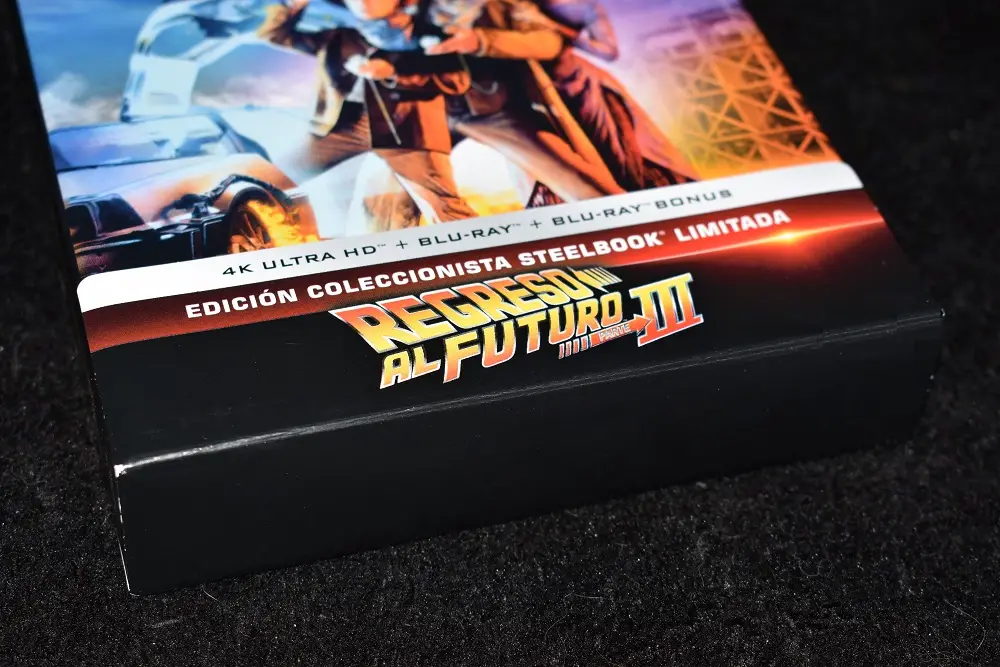 4K ULTRA HD™ + BLU-RAY™ + BLU-RAY™ BONUS
EDICIÓN COLECCIONISTA STEELBOOK® LIMITADA
REGRESO
AL FUTURO
PARTE III